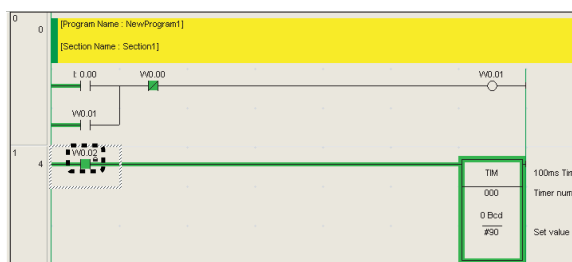 0
0
[Program Name : NewProgram1]
[Section Name : Section1]
I: 0.00
W0.00
W0.01
W0.01
1
4
W0.02
TIM
100ms Tim
000
Timer num
0 Bcd
#90
Set value